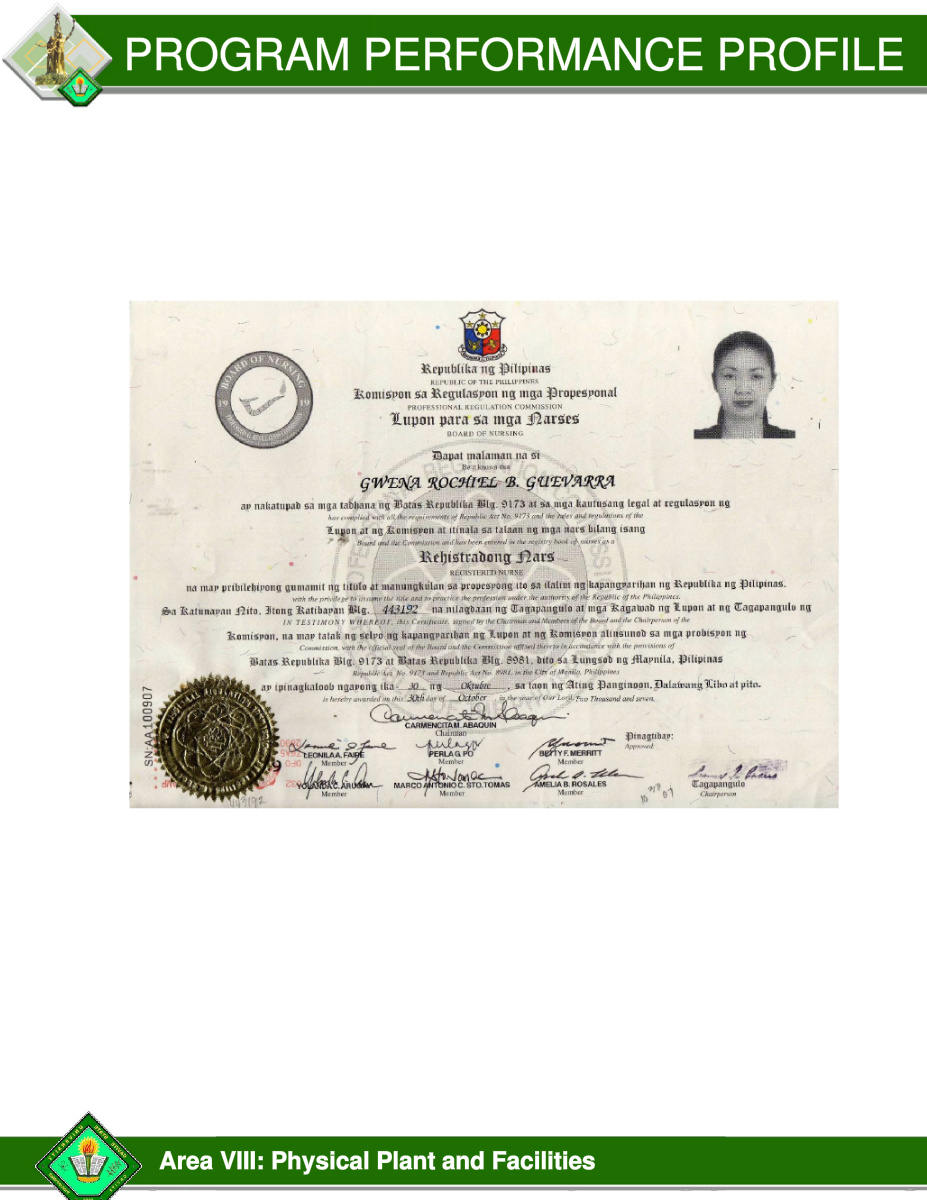 PROGRAM PERFORMANCE PROFILE
BOARD OF NURSING
19 19
Republika ng Pilipinas
REPUBLIC OF THE PHILIPPINES
Komisyon sa Regulasyon ng mga Propesyonal
PROFESSIONAL REGULATION COMMISSION
Lupon para sa mga Narses
BOARD OF NURSING
Dapat malaman na si
Be it known that
GWENA ROCHIEL B. GUEVARRA
ay nakatupad sa mga tadhana ng Batas Republika Blg. 9173 at sa mga kautusang legal at regulasyon ng
has complied with all the requirements of Republic Act No. 9173 and the rules and regulations of the
Lupon at ng Komisyon at itinala sa talaan ng mga nars bilang isang
Board and the Commission and has been entered in the registry book of nurses as a
Rehistradong Nars
REGISTERED NURSE
na may pribilehiyong gumamit ng titulo at manungkulan sa propesyong ito sa ilalim ng kapangyarihan ng Republika ng Pilipinas.
with the privilege to assume the title and to practice the profession under the authority of the Republic of the Philippines.
Sa Katunayan Nito, Itong Katibayan Blg. 443192 na nilagdaan ng Tagapangulo at mga Kagawad ng Lupon at ng Tagapangulo ng
IN TESTIMONY WHEREOF, this Certificate, signed by the Chairman and Members of the Board and the Chairperson of the
Komisyon, na may tatak ng selyo ng kapangyarihan ng Lupon at ng Komisyon alinsunod sa mga probisyon ng
Commission, with the official seal of the Board and the Commission affixed thereto in accordance with the provisions of
Batas Republika Blg. 9173 at Batas Republika Blg. 8981, dito sa Lungsod ng Maynila, Pilipinas
Republic Act No. 9173 and Republic Act No. 8981, in the City of Manila, Philippines
ay ipinagkaloob ngayong ika- 30 ng Oktubre, sa taon ng Ating Panginoon, Dalawang Libo at pito.
is hereby awarded on this 30th day of October in the year of Our Lord, Two Thousand and seven.
SN:AA100907
CARMENCITA M. ABAQUIN
Chairman
Pinagtibay:
Approved:
LEONILA A. FAIRE PERLA G. PO BETTY F. MERRITT
Member Member Member
YOLANDA C. ARUGAN MARCO ANTONIO C. STO.TOMAS AMELIA B. ROSALES Tagapangulo
Member Member Member Chairperson
443192
Area VIII: Physical Plant and Facilities